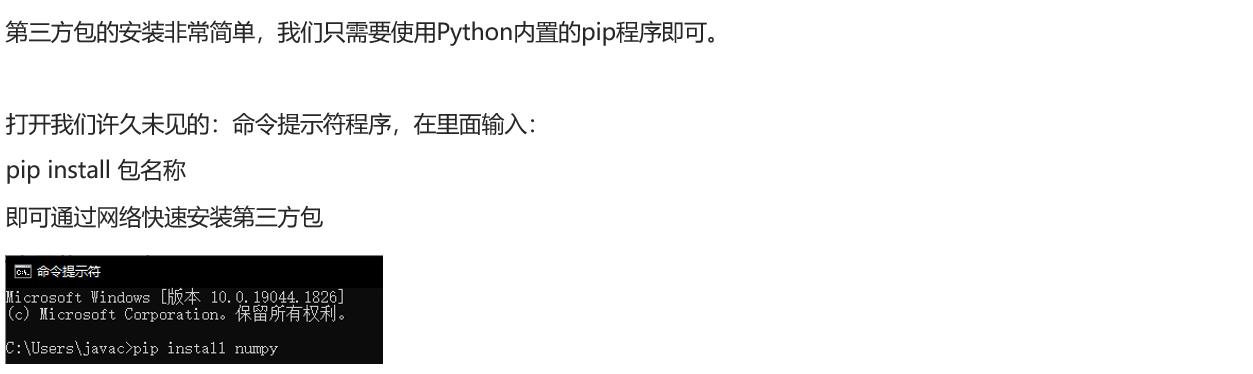 第三方包的安装非常简单，我们只需要使用Python内置的pip程序即可。
打开我们许久未见的：命令提示符程序，在里面输入：
pip install 包名称
即可通过网络快速安装第三方包
命令提示符
Microsoft Windows [版本 10.0.19044.1826]
(c) Microsoft Corporation。保留所有权利。
C:\Users\javac>pip install numpy